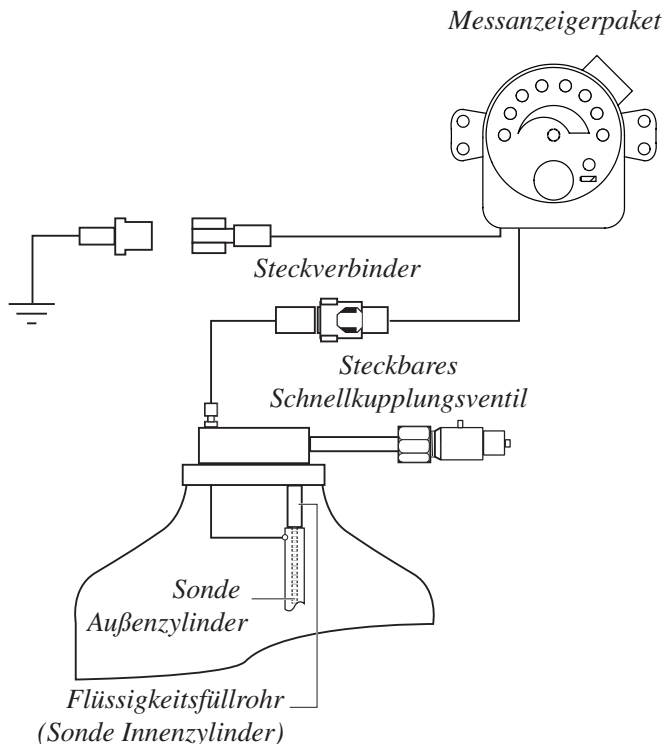 Messanzeigerpaket
Steckverbinder
Steckbares
Schnellkupplungsventil
Sonde
Außenzylinder
Flüssigkeitsfüllrohr
(Sonde Innenzylinder)